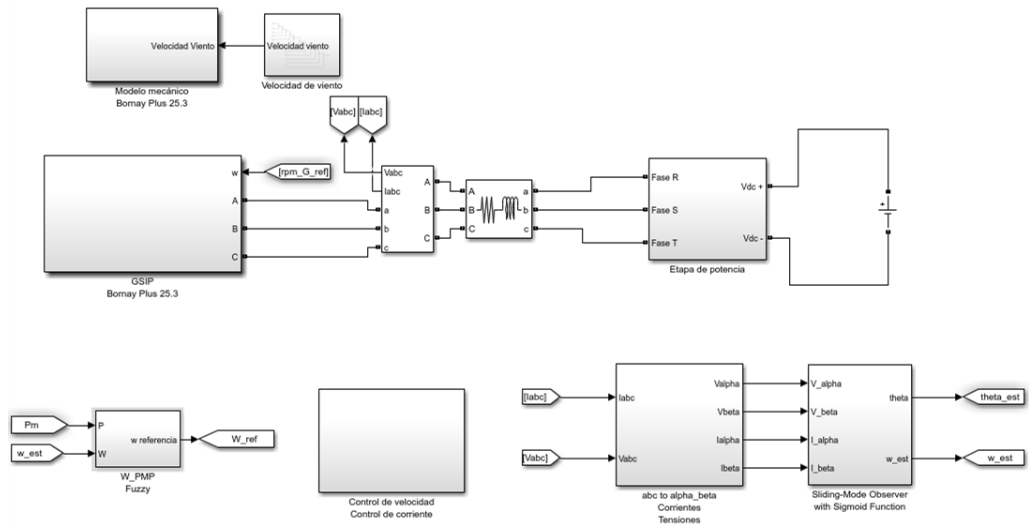 Velocidad Viento
Velocidad viento
Modelo mecánico
Bornay Plus 25.3
Velocidad de viento
[Vabc]
[Iabc]
w
[rpm_G_ref]
A
B
C
GSIP
Bornay Plus 25.3
Vabc
Iabc
a
b
c
A
B
C
A
B
C
a
b
c
Fase R
Fase S
Fase T
Vdc +
Vdc -
Etapa de potencia
+
Pm
w_est
P
W
w referencia
W_ref
W_PMP
Fuzzy
Control de velocidad
Control de corriente
[Iabc]
[Vabc]
Iabc
Vabc
Valpha
Vbeta
Ialpha
Ibeta
abc to alpha_beta
Corrientes
Tensiones
V_alpha
V_beta
I_alpha
I_beta
theta
w_est
Sliding-Mode Observer
with Sigmoid Function
theta_est
w_est